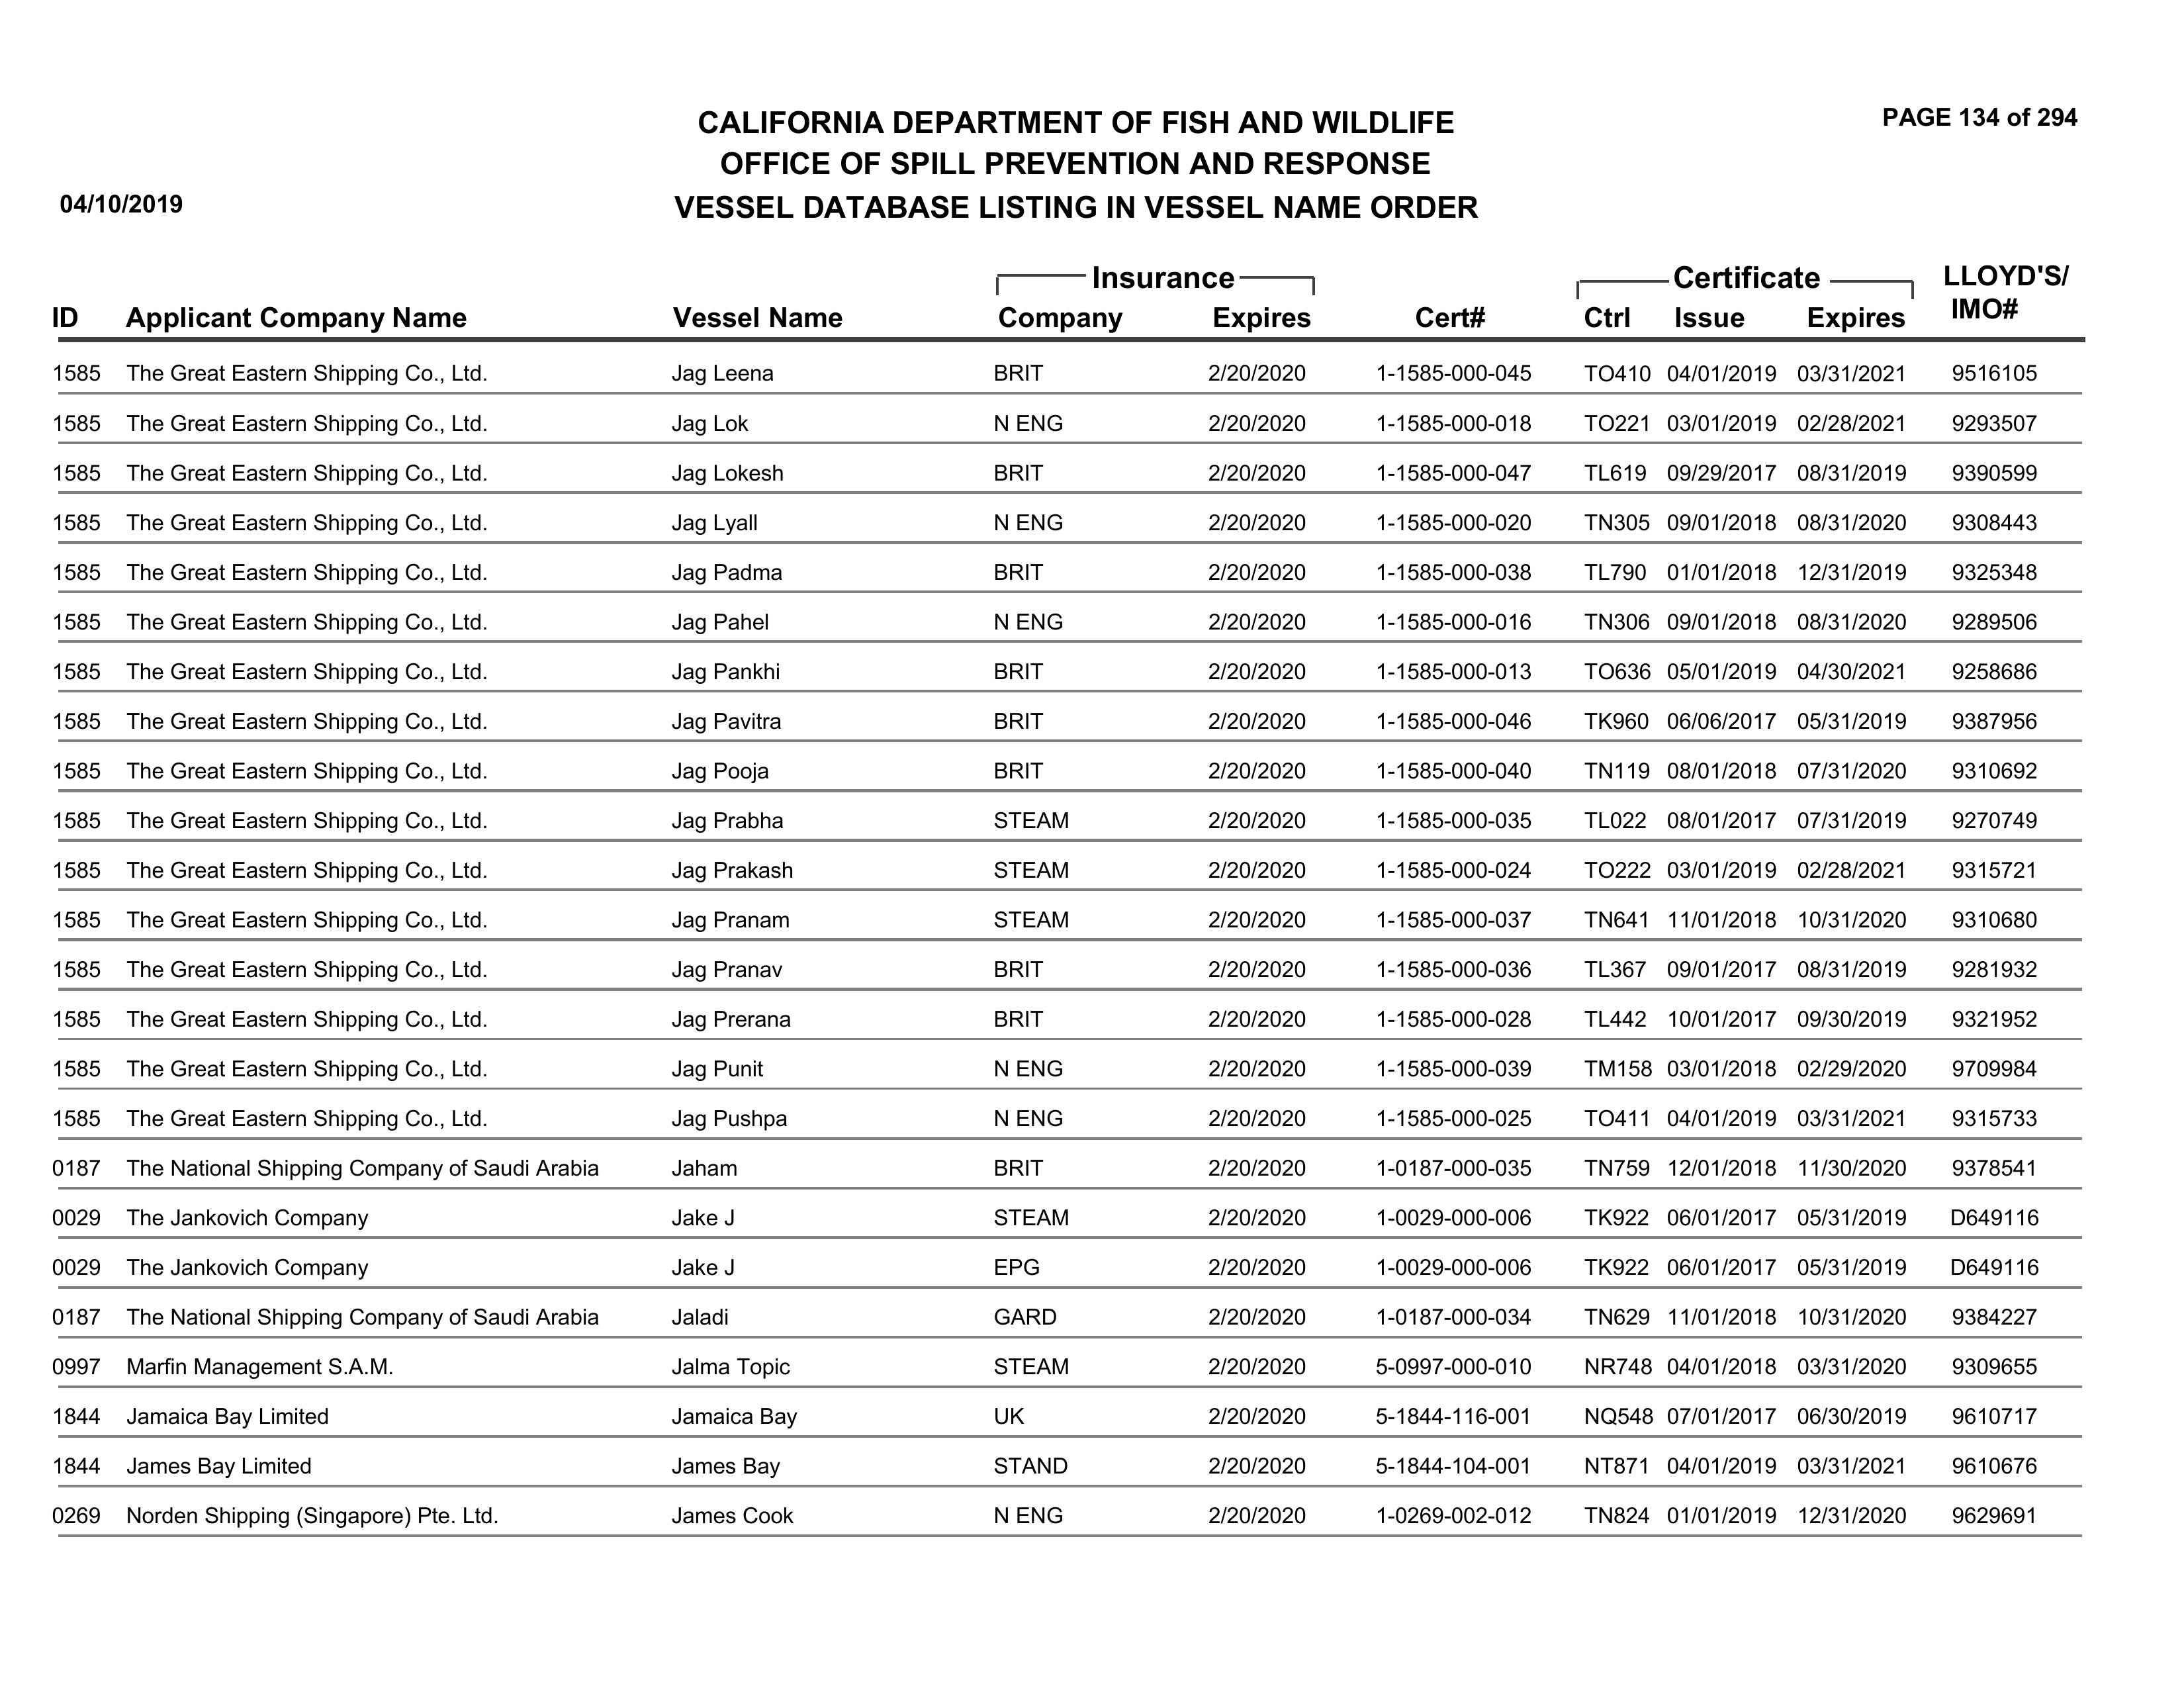 PAGE 134 of 294
CALIFORNIA DEPARTMENT OF FISH AND WILDLIFE
OFFICE OF SPILL PREVENTION AND RESPONSE
04/10/2019 VESSEL DATABASE LISTING IN VESSEL NAME ORDER
Insurance Certificate LLOYD'S/
ID Applicant Company Name Vessel Name Company Expires Cert# Ctrl Issue Expires IMO#
1585 The Great Eastern Shipping Co., Ltd. Jag Leena BRIT 2/20/2020 1-1585-000-045 TO410 04/01/2019 03/31/2021 9516105
1585 The Great Eastern Shipping Co., Ltd. Jag Lok N ENG 2/20/2020 1-1585-000-018 TO221 03/01/2019 02/28/2021 9293507
1585 The Great Eastern Shipping Co., Ltd. Jag Lokesh BRIT 2/20/2020 1-1585-000-047 TL619 09/29/2017 08/31/2019 9390599
1585 The Great Eastern Shipping Co., Ltd. Jag Lyall N ENG 2/20/2020 1-1585-000-020 TN305 09/01/2018 08/31/2020 9308443
1585 The Great Eastern Shipping Co., Ltd. Jag Padma BRIT 2/20/2020 1-1585-000-038 TL790 01/01/2018 12/31/2019 9325348
1585 The Great Eastern Shipping Co., Ltd. Jag Pahel N ENG 2/20/2020 1-1585-000-016 TN306 09/01/2018 08/31/2020 9289506
1585 The Great Eastern Shipping Co., Ltd. Jag Pankhi BRIT 2/20/2020 1-1585-000-013 TO636 05/01/2019 04/30/2021 9258686
1585 The Great Eastern Shipping Co., Ltd. Jag Pavitra BRIT 2/20/2020 1-1585-000-046 TK960 06/06/2017 05/31/2019 9387956
1585 The Great Eastern Shipping Co., Ltd. Jag Pooja BRIT 2/20/2020 1-1585-000-040 TN119 08/01/2018 07/31/2020 9310692
1585 The Great Eastern Shipping Co., Ltd. Jag Prabha STEAM 2/20/2020 1-1585-000-035 TL022 08/01/2017 07/31/2019 9270749
1585 The Great Eastern Shipping Co., Ltd. Jag Prakash STEAM 2/20/2020 1-1585-000-024 TO222 03/01/2019 02/28/2021 9315721
1585 The Great Eastern Shipping Co., Ltd. Jag Pranam STEAM 2/20/2020 1-1585-000-037 TN641 11/01/2018 10/31/2020 9310680
1585 The Great Eastern Shipping Co., Ltd. Jag Pranav BRIT 2/20/2020 1-1585-000-036 TL367 09/01/2017 08/31/2019 9281932
1585 The Great Eastern Shipping Co., Ltd. Jag Prerana BRIT 2/20/2020 1-1585-000-028 TL442 10/01/2017 09/30/2019 9321952
1585 The Great Eastern Shipping Co., Ltd. Jag Punit N ENG 2/20/2020 1-1585-000-039 TM158 03/01/2018 02/29/2020 9709984
1585 The Great Eastern Shipping Co., Ltd. Jag Pushpa N ENG 2/20/2020 1-1585-000-025 TO411 04/01/2019 03/31/2021 9315733
0187 The National Shipping Company of Saudi Arabia Jaham BRIT 2/20/2020 1-0187-000-035 TN759 12/01/2018 11/30/2020 9378541
0029 The Jankovich Company Jake J STEAM 2/20/2020 1-0029-000-006 TK922 06/01/2017 05/31/2019 D649116
0029 The Jankovich Company Jake J EPG 2/20/2020 1-0029-000-006 TK922 06/01/2017 05/31/2019 D649116
0187 The National Shipping Company of Saudi Arabia Jaladi GARD 2/20/2020 1-0187-000-034 TN629 11/01/2018 10/31/2020 9384227
0997 Marfin Management S.A.M. Jalma Topic STEAM 2/20/2020 5-0997-000-010 NR748 04/01/2018 03/31/2020 9309655
1844 Jamaica Bay Limited Jamaica Bay UK 2/20/2020 5-1844-116-001 NQ548 07/01/2017 06/30/2019 9610717
1844 James Bay Limited James Bay STAND 2/20/2020 5-1844-104-001 NT871 04/01/2019 03/31/2021 9610676
0269 Norden Shipping (Singapore) Pte. Ltd. James Cook N ENG 2/20/2020 1-0269-002-012 TN824 01/01/2019 12/31/2020 9629691